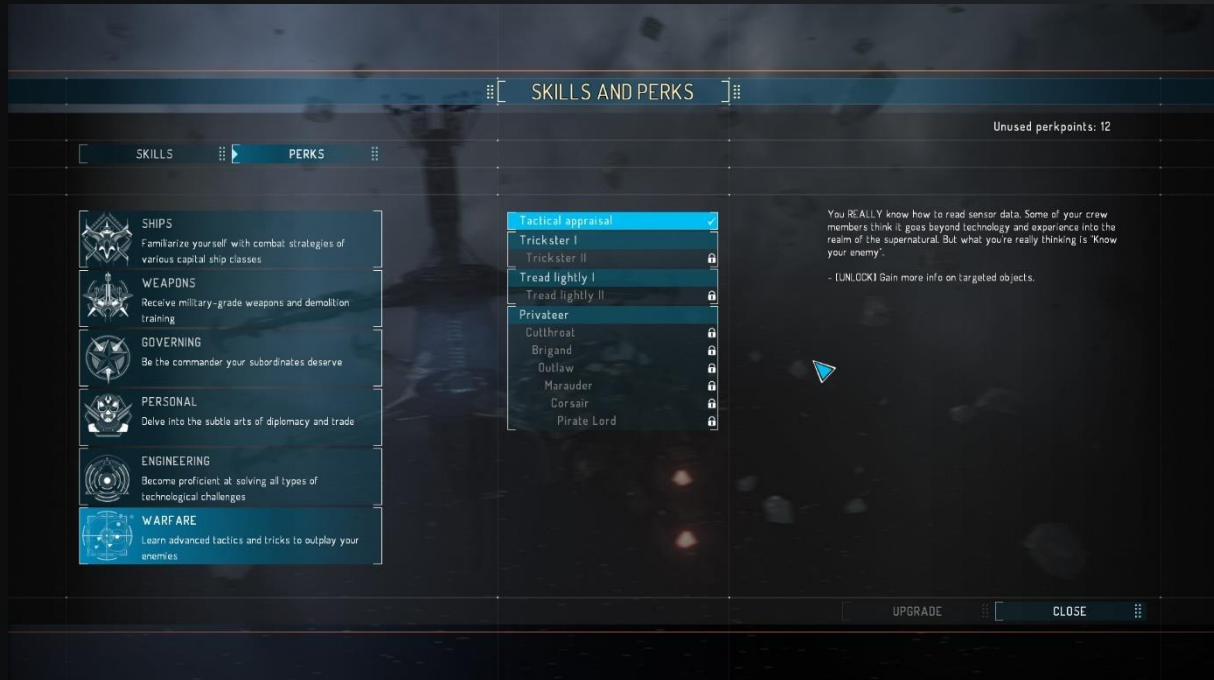 SKILLS AND PERKS
Unused perkpoints: 12
SKILLS
PERKS
SHIPS
Familiarize yourself with combat strategies of
various capital ship classes
WEAPONS
Receive military-grade weapons and demolition
training
GOVERNING
Be the commander your subordinates deserve
PERSONAL
Delve into the subtle arts of diplomacy and trade
ENGINEERING
Become proficient at solving all types of
technological challenges
WARFARE
Learn advanced tactics and tricks to outplay your
enemies
Tactical appraisal
Trickster I
Trickster II
Tread lightly I
Tread lightly II
Privateer
Cutthroat
Brigand
Outlaw
Marauder
Corsair
Pirate Lord
You REALLY know how to read sensor data. Some of your crew
members think it goes beyond technology and experience into the
realm of the supernatural. But what you're really thinking is "Know
your enemy".
- [UNLOCK] Gain more info on targeted objects.
UPGRADE
CLOSE